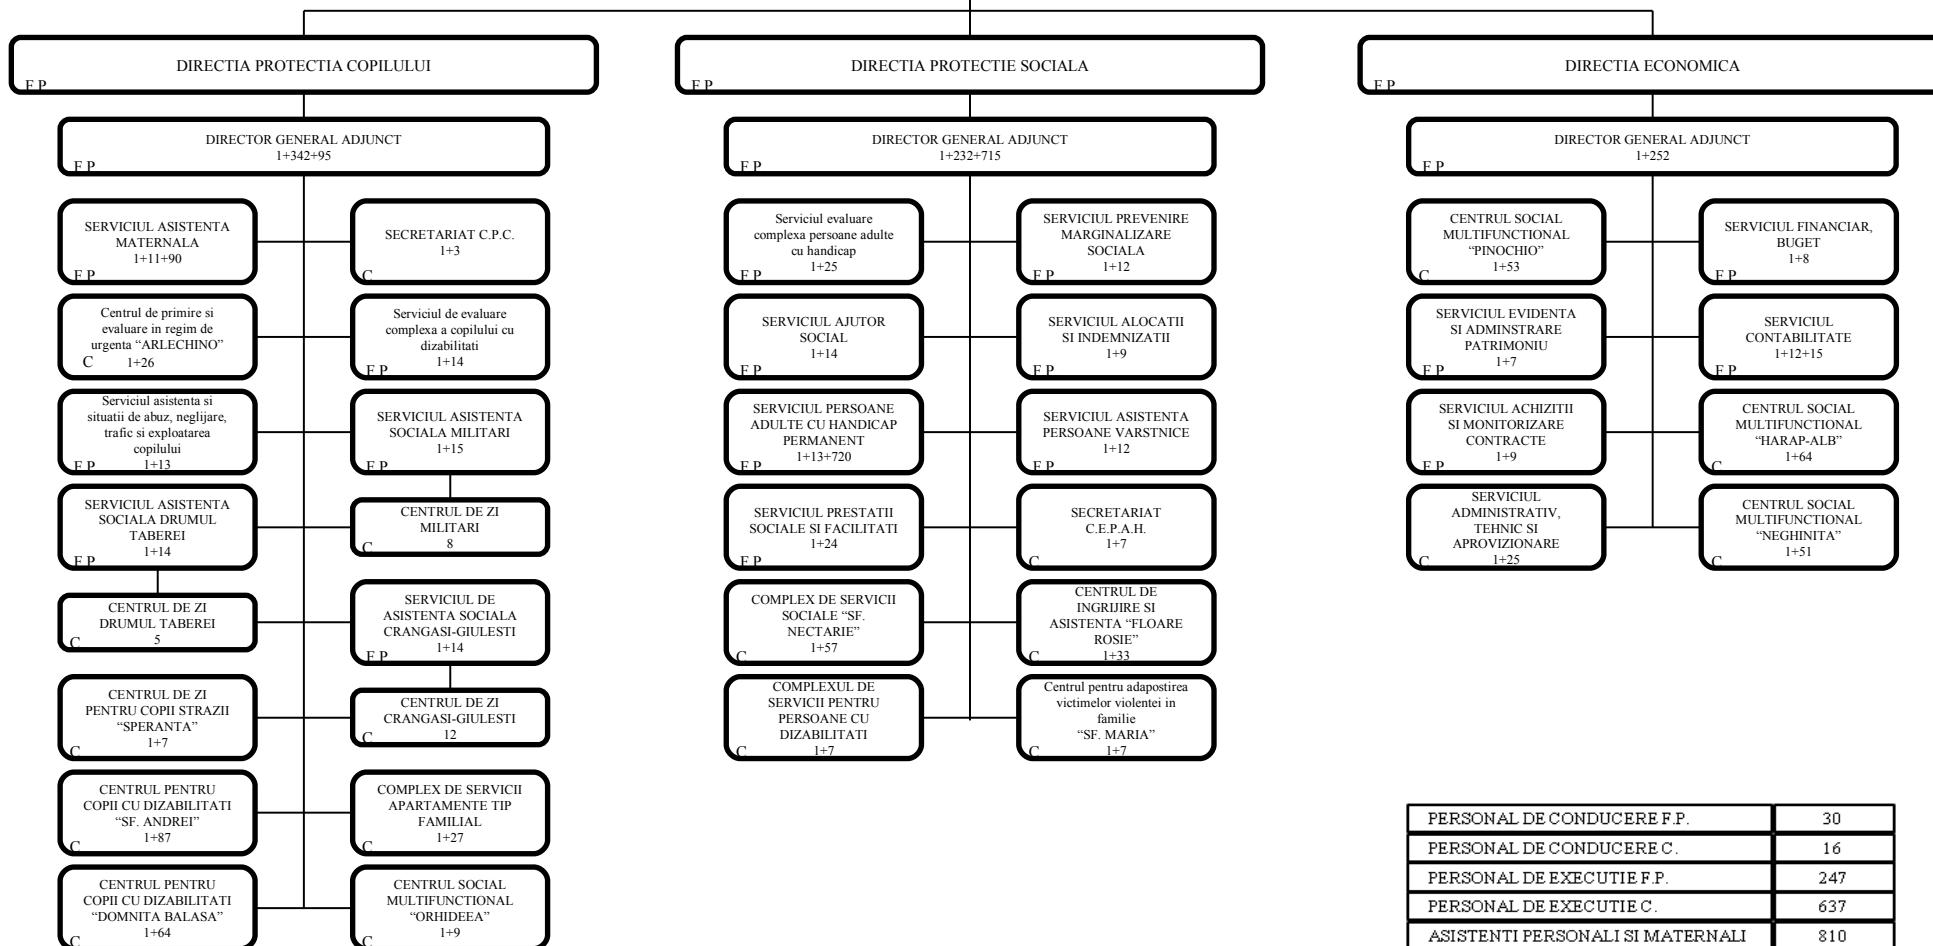 DIRECTIA PROTECTIA COPILULUI
F.P.
DIRECTOR GENERAL ADJUNCT
1+342+95
F.P.
SERVICIUL ASISTENTA
MATERNALA
1+11+90
F.P.
SECRETARIAT C.P.C.
1+3
C
Centrul de primire si
evaluare in regim de
urgenta “ARLECHINO”
C 1+26
Serviciul de evaluare
complexa a copilului cu
dizabilitati
1+14
F.P.
Serviciul asistenta si
situatii de abuz, neglijare,
trafic si exploatarea
copilului
F.P. 1+13
SERVICIUL ASISTENTA
SOCIALA MILITARI
1+15
F.P.
SERVICIUL ASISTENTA
SOCIALA DRUMUL
TABEREI
1+14
F.P.
CENTRUL DE ZI
MILITARI
C 8
CENTRUL DE ZI
DRUMUL TABEREI
C 5
SERVICIUL DE
ASISTENTA SOCIALA
CRANGASI-GIULESTI
1+14
F.P.
CENTRUL DE ZI
PENTRU COPII STRAZII
“SPERANTA”
1+7
C
CENTRUL DE ZI
CRANGASI-GIULESTI
C 12
CENTRUL PENTRU
COPII CU DIZABILITATI
“SF. ANDREI”
1+87
C
COMPLEX DE SERVICII
APARTAMENTE TIP
FAMILIAL
1+27
C
CENTRUL PENTRU
COPII CU DIZABILITATI
“DOMNITA BALASA”
1+64
C
CENTRUL SOCIAL
MULTIFUNCTIONAL
“ORHIDEEA”
1+9
C
DIRECTIA PROTECTIE SOCIALA
F.P.
DIRECTOR GENERAL ADJUNCT
1+232+715
F.P.
Serviciul evaluare
complexa persoane adulte
cu handicap
1+25
F.P.
SERVICIUL PREVENIRE
MARGINALIZARE
SOCIALA
1+12
F.P.
SERVICIUL AJUTOR
SOCIAL
1+14
F.P.
SERVICIUL ALOCATII
SI INDEMNIZATII
1+9
F.P.
SERVICIUL PERSOANE
ADULTE CU HANDICAP
PERMANENT
1+13+720
F.P.
SERVICIUL ASISTENTA
PERSOANE VARSTNICE
1+12
F.P.
SERVICIUL PRESTATII
SOCIALE SI FACILITATI
1+24
F.P.
SECRETARIAT
C.E.P.A.H.
1+7
C
COMPLEX DE SERVICII
SOCIALE “SF.
NECTARIE”
1+57
C
CENTRUL DE
INGRIJIRE SI
ASISTENTA “FLOARE
ROSIE”
C 1+33
COMPLEXUL DE
SERVICII PENTRU
PERSOANE CU
DIZABILITATI
C 1+7
Centrul pentru adapostirea
victimelor violentei in
familie
“SF. MARIA”
C 1+7
DIRECTIA ECONOMICA
F.P.
DIRECTOR GENERAL ADJUNCT
1+252
F.P.
CENTRUL SOCIAL
MULTIFUNCTIONAL
“PINOCHIO”
1+53
C
SERVICIUL FINANCIAR,
BUGET
1+8
F.P.
SERVICIUL EVIDENTA
SI ADMINSTRARE
PATRIMONIU
1+7
F.P.
SERVICIUL
CONTABILITATE
1+12+15
F.P.
SERVICIUL ACHIZITII
SI MONITORIZARE
CONTRACTE
1+9
F.P.
CENTRUL SOCIAL
MULTIFUNCTIONAL
“HARAP-ALB”
1+64
C
SERVICIUL
ADMINISTRATIV,
TEHNIC SI
APROVIZIONARE
C 1+25
CENTRUL SOCIAL
MULTIFUNCTIONAL
“NEGHINITA”
1+51
C
PERSONAL DE CONDUCERE F.P. 30
PERSONAL DE CONDUCERE C. 16
PERSONAL DE EXECUTIE F.P. 247
PERSONAL DE EXECUTIE C. 637
ASISTENTI PERSONALI SI MATERNALI 810